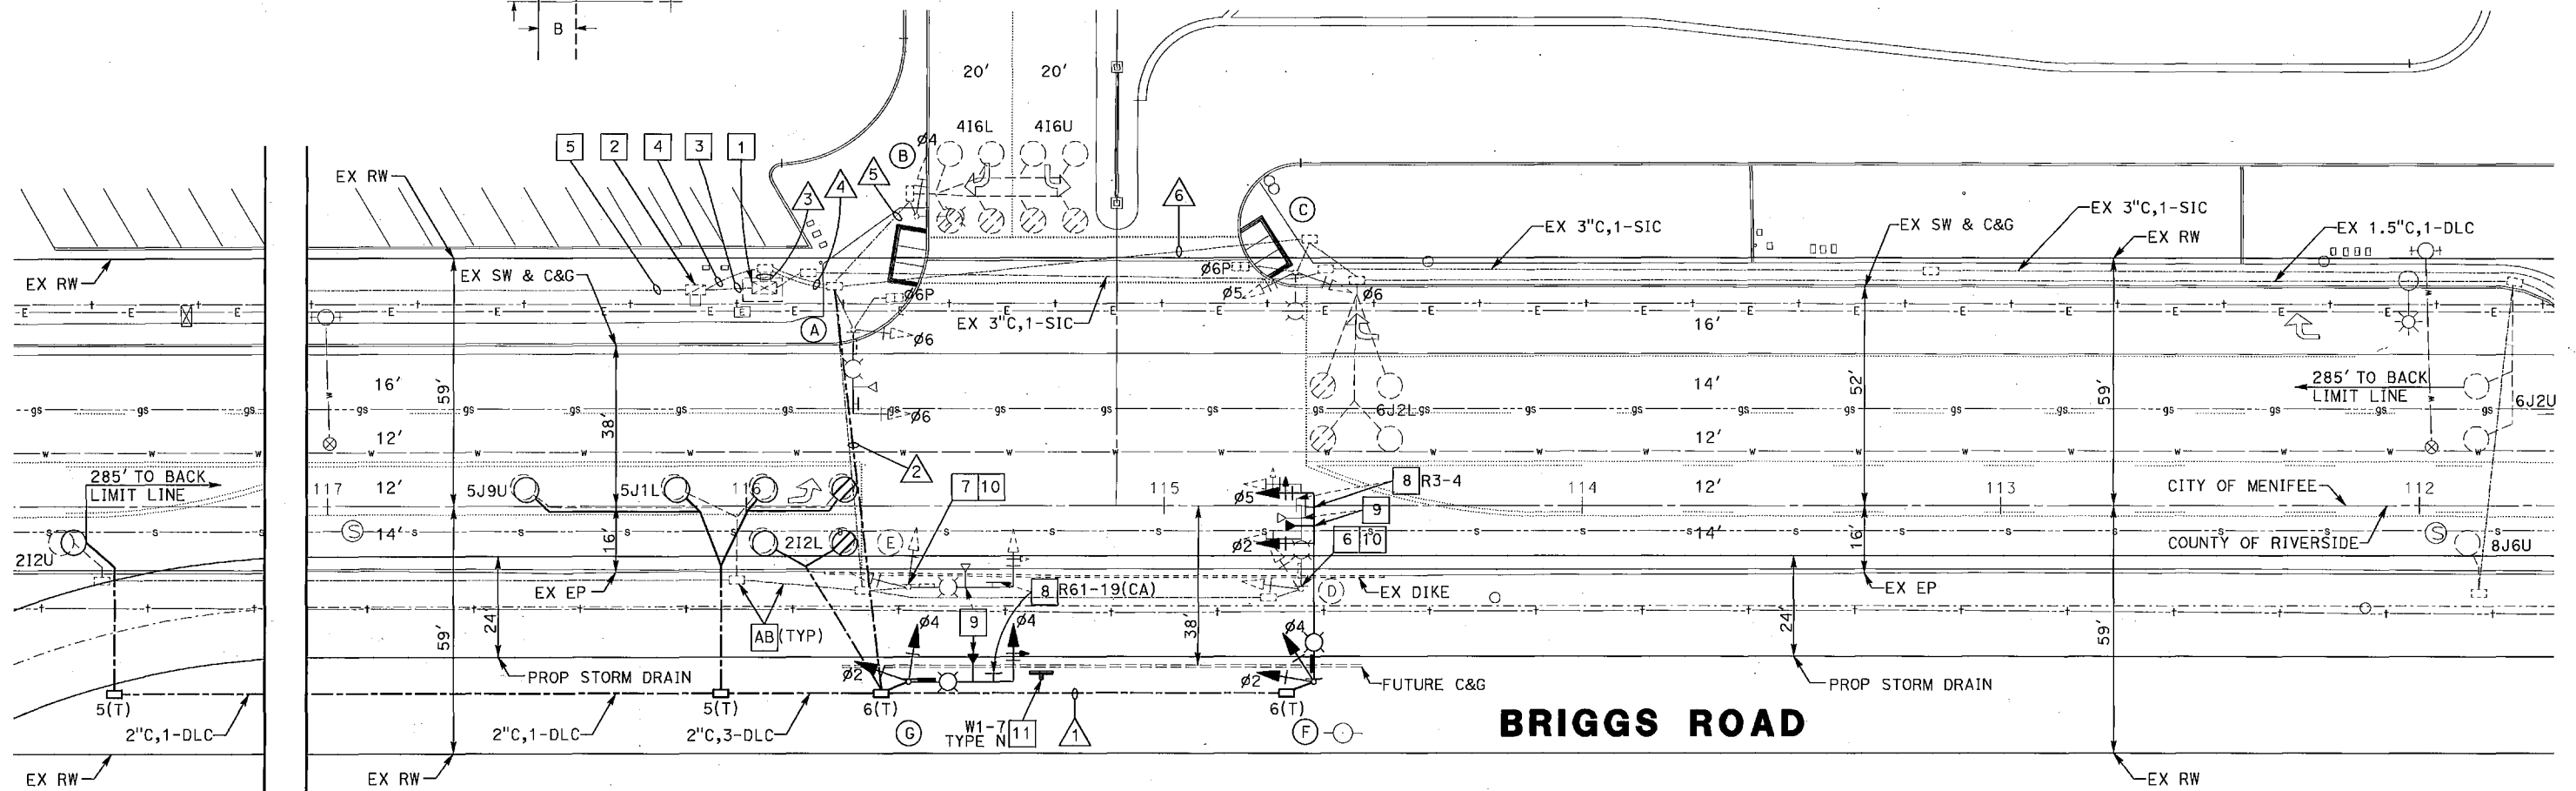 B
20' 20'
4I6L 4I6U
5 2 4 3 1
B Ø4
EX RW
3 4 5 6
C
EX 3"C,1-SIC
EX SW & C&G
EX 3"C,1-SIC
EX RW
EX 1.5"C,1-DLC
EX RW
EX SW & C&G
Ø6P
Ø6P
Ø5
Ø6
EX 3"C,1-SIC
A
Ø6
16'
16'
59'
38'
14'
52'
59'
285' TO BACK
LIMIT LINE
6J2L
6J2U
Ø6
12'
12'
2
285' TO BACK
LIMIT LINE
117
12'
5J9U
5J1L
116
7 10
115
8 R3-4
114
12'
113
CITY OF MENIFEE
112
Ø5
9
S
14'
16'
2I2L
E
Ø2
6 10
14'
16'
COUNTY OF RIVERSIDE
S
8J6U
2I2U
EX EP
8 R61-19(CA)
D
EX DIKE
EX EP
24'
59'
AB (TYP)
9
Ø4
Ø4
38'
Ø4
24'
59'
PROP STORM DRAIN
Ø2
Ø2
FUTURE C&G
PROP STORM DRAIN
5(T)
5(T)
6(T)
6(T)
2"C,1-DLC
2"C,1-DLC
2"C,3-DLC
G
W1-7
TYPE N 11
1
F
BRIGGS ROAD
EX RW
EX RW
EX RW